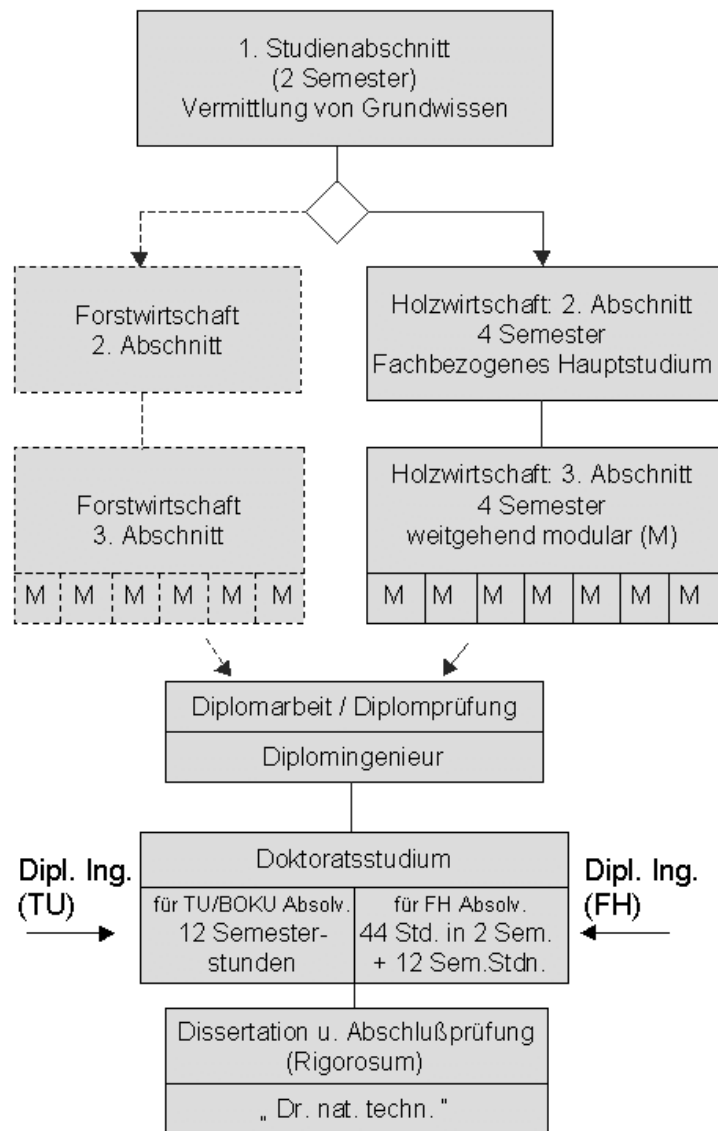 1. Studienabschnitt
(2 Semester)
Vermittlung von Grundwissen
Forstwirtschaft
2. Abschnitt
Holzwirtschaft: 2. Abschnitt
4 Semester
Fachbezogenes Hauptstudium
Forstwirtschaft
3. Abschnitt
M M M M M M
Holzwirtschaft: 3. Abschnitt
4 Semester
weitgehend modular (M)
M M M M M M M
Diplomarbeit / Diplomprüfung
Diplomingenieur
Dipl. Ing.
(TU)
Doktoratsstudium
für TU/BOKU Absolv.
12 Semester-
stunden
für FH Absolv.
44 Std. in 2 Sem.
+ 12 Sem.Stdn.
Dipl. Ing.
(FH)
Dissertation u. Abschlußprüfung
(Rigorosum)
„ Dr. nat. techn. "